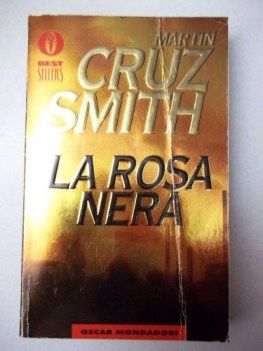 MARTIN
CRUZ
SMITH
BEST
SELLERS
LA ROSA
NERA
OSCAR MONDADORI